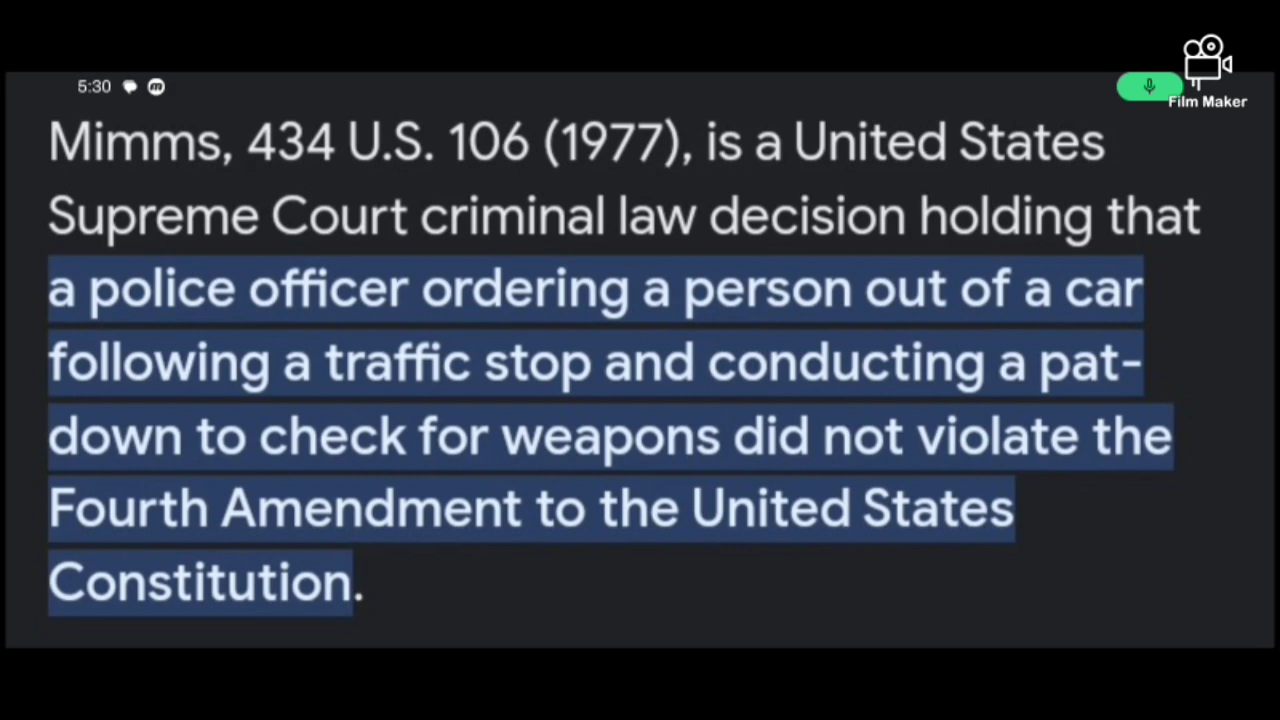 5:30
Film Maker
Mimms, 434 U.S. 106 (1977), is a United States
Supreme Court criminal law decision holding that
a police officer ordering a person out of a car
following a traffic stop and conducting a pat-
down to check for weapons did not violate the
Fourth Amendment to the United States
Constitution.